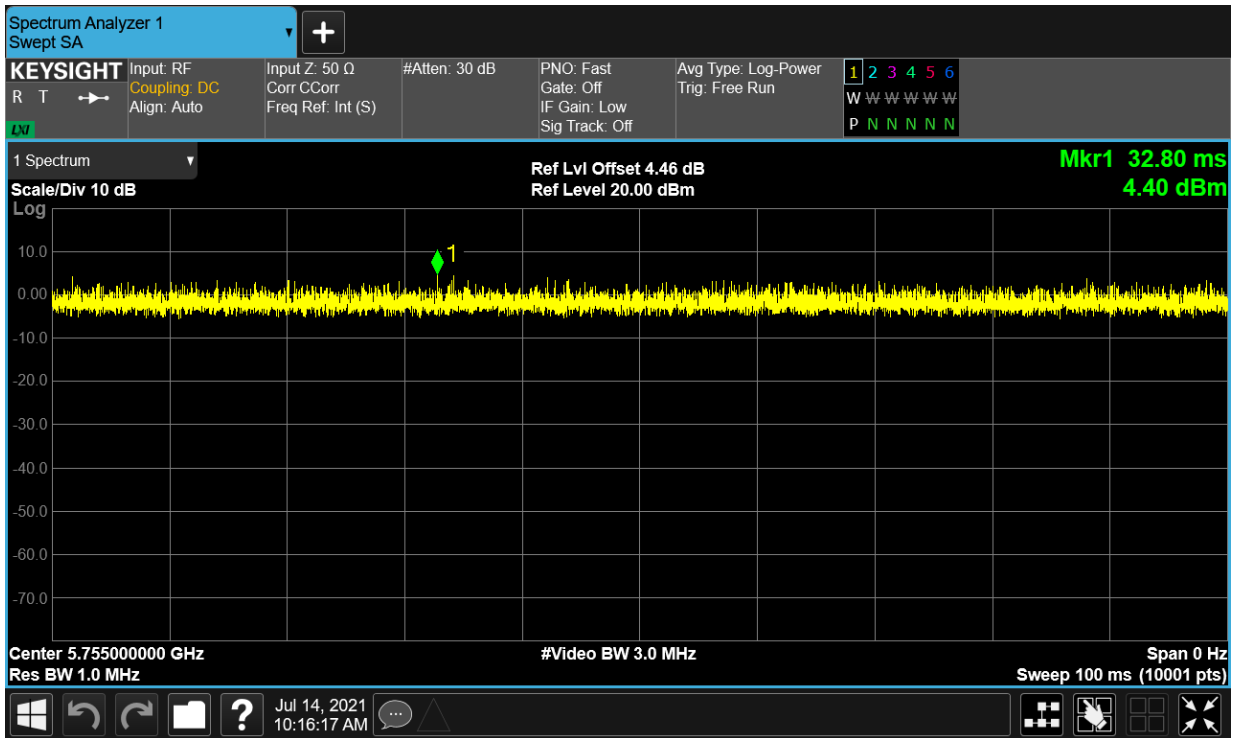 Spectrum Analyzer 1
Swept SA
▼
+
KEYSIGHT
R T
LXI
Input: RF
Coupling: DC
Align: Auto
Input Z: 50 Ω
Corr CCorr
Freq Ref: Int (S)
#Atten: 30 dB
PNO: Fast
Gate: Off
IF Gain: Low
Sig Track: Off
Avg Type: Log-Power
Trig: Free Run
1 2 3 4 5 6
W W W W W W
P N N N N N
1 Spectrum ▼
Scale/Div 10 dB
Log
Ref Lvl Offset 4.46 dB
Ref Level 20.00 dBm
Mkr1 32.80 ms
4.40 dBm
1
10.0
0.00
-10.0
-20.0
-30.0
-40.0
-50.0
-60.0
-70.0
Center 5.755000000 GHz
Res BW 1.0 MHz
#Video BW 3.0 MHz
Span 0 Hz
Sweep 100 ms (10001 pts)
?
Jul 14, 2021
10:16:17 AM